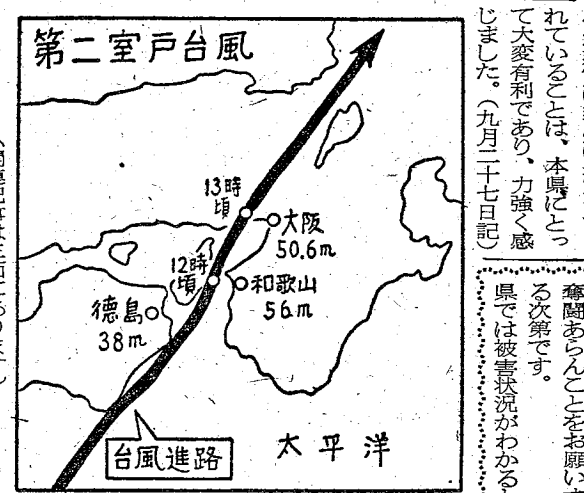 れていることは、本県にとっ
て大変有利であり、力強く感
じました。（九月二十七日記）
奮闘あらんことをお願いす
る次第です。
県では被害状況がわかる
第二室戸台風
13時
頃
大阪
50.6m
12時
頃
和歌山
56m
徳島
38m
台風進路
太平洋